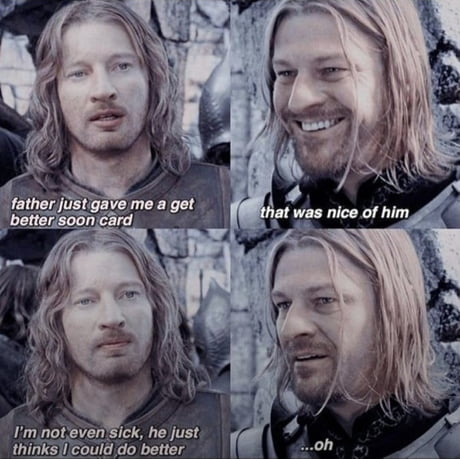 father just gave me a get
better soon card
that was nice of him
I'm not even sick, he just
thinks I could do better
...oh